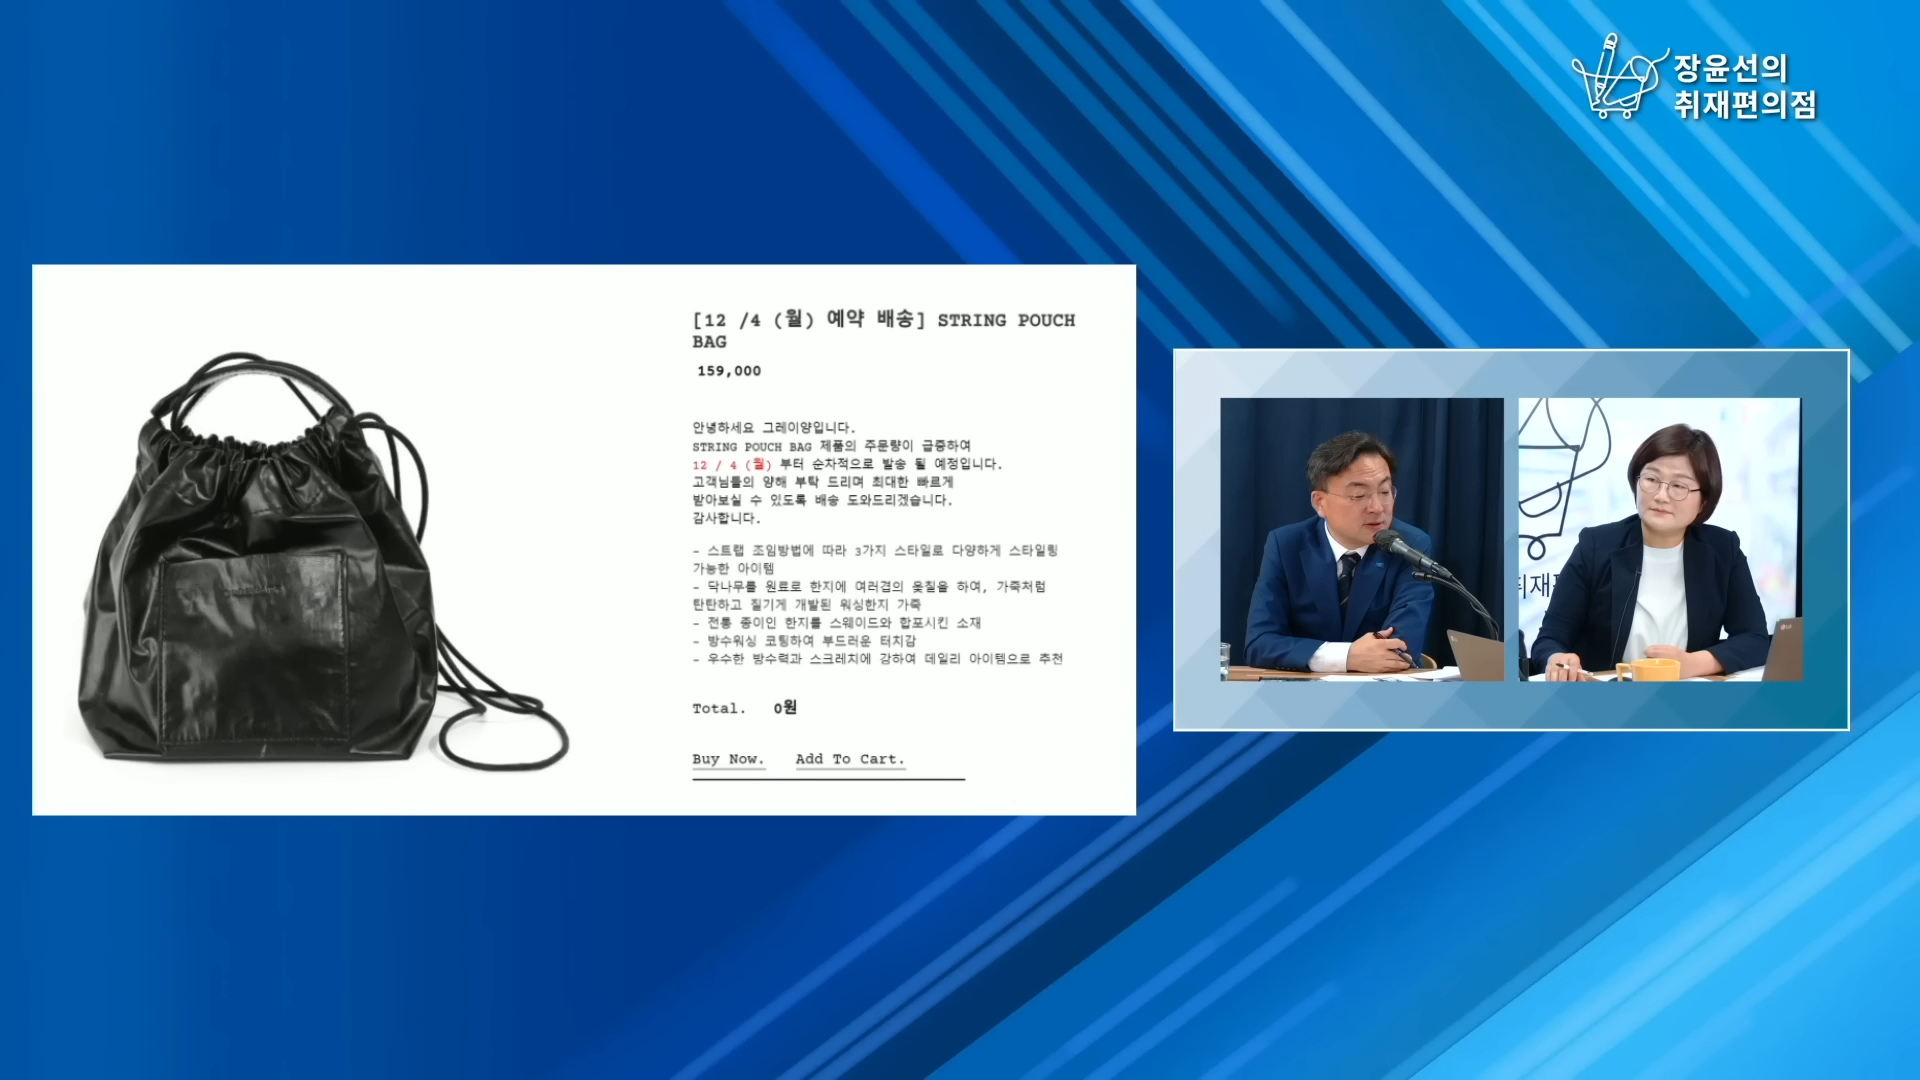 장윤선의
취재편의점
[12 /4 (월) 예약 배송] STRING POUCH
BAG
159,000
안녕하세요 그레이양입니다.
STRING POUCH BAG 제품의 주문량이 급증하여
12 / 4 (월) 부터 순차적으로 발송 될 예정입니다.
고객님들의 양해 부탁 드리며 최대한 빠르게
받아보실 수 있도록 배송 도와드리겠습니다.
감사합니다.
- 스트랩 조임방법에 따라 3가지 스타일로 다양하게 스타일링
가능한 아이템
- 닥나무를 원료로 한지에 여러겹의 옻칠을 하여, 가죽처럼
탄탄하고 질기게 개발된 워싱한지 가죽
- 전통 종이인 한지를 스웨이드와 합포시킨 소재
- 방수워싱 코팅하여 부드러운 터치감
- 우수한 방수력과 스크레치에 강하여 데일리 아이템으로 추천
Total. 0원
Buy Now. Add To Cart.
취재